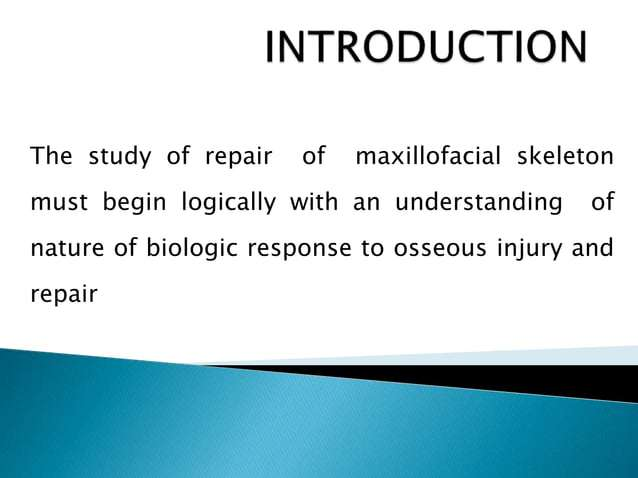 INTRODUCTION
The study of repair of maxillofacial skeleton
must begin logically with an understanding of
nature of biologic response to osseous injury and
repair